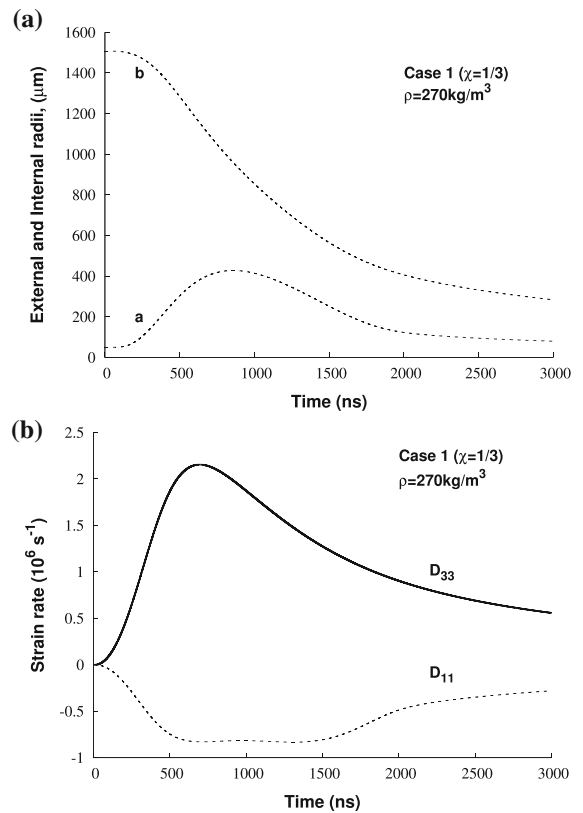 (a)
1600
1400
1200
1000
800
600
400
200
0
External and Internal radii, (μm)
b
a
Case 1 (χ=1/3)
ρ=270kg/m³
0 500 1000 1500 2000 2500 3000
Time (ns)
(b)
2.5
2
1.5
1
0.5
0
-0.5
-1
Strain rate (10⁶ s⁻¹)
Case 1 (χ=1/3)
ρ=270kg/m³
D₃₃
D₁₁
0 500 1000 1500 2000 2500 3000
Time (ns)